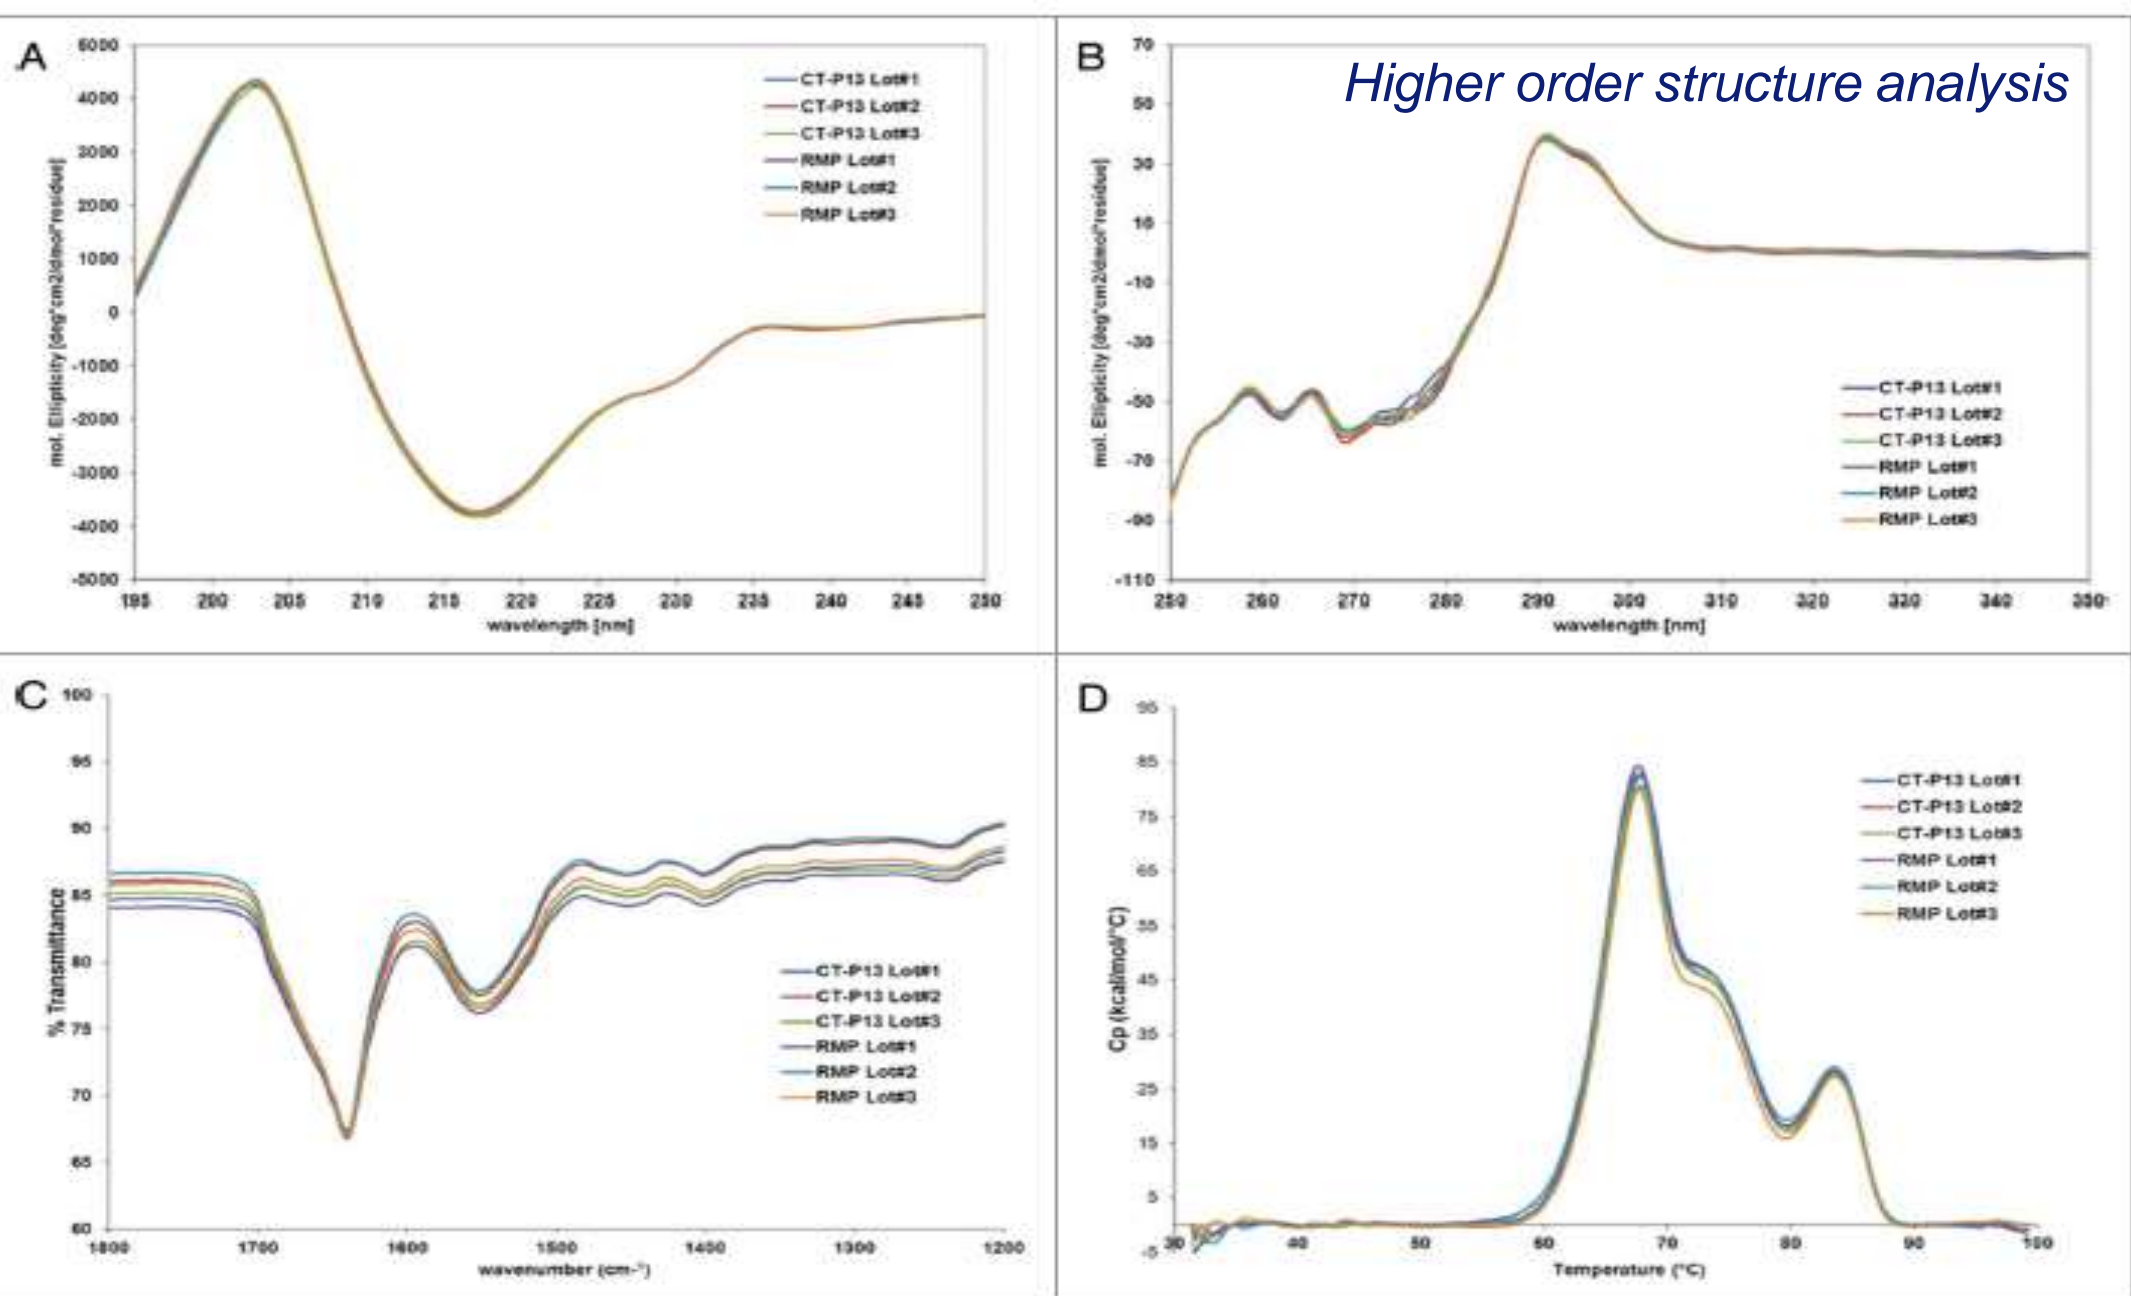 A
mol. Ellipticity [deg*cm2/dmol*residue]
5000
4000
3000
2000
1000
0
-1000
-2000
-3000
-4000
-5000
195 200 205 210 215 220 225 230 235 240 245 250
wavelength [nm]
CT-P13 Lot#1
CT-P13 Lot#2
CT-P13 Lot#3
RMP Lot#1
RMP Lot#2
RMP Lot#3
B
Higher order structure analysis
mol. Ellipticity [deg*cm2/dmol*residue]
70
50
30
10
-10
-30
-50
-70
-90
-110
250 260 270 280 290 300 310 320 330 340 350
wavelength [nm]
CT-P13 Lot#1
CT-P13 Lot#2
CT-P13 Lot#3
RMP Lot#1
RMP Lot#2
RMP Lot#3
C
% Transmittance
100
95
90
85
80
75
70
65
60
1800 1700 1600 1500 1400 1300 1200
wavenumber (cm-¹)
CT-P13 Lot#1
CT-P13 Lot#2
CT-P13 Lot#3
RMP Lot#1
RMP Lot#2
RMP Lot#3
D
Cp (kcal/mol/°C)
95
85
75
65
55
45
35
25
15
5
-5
30 40 50 60 70 80 90 100
Temperature (°C)
CT-P13 Lot#1
CT-P13 Lot#2
CT-P13 Lot#3
RMP Lot#1
RMP Lot#2
RMP Lot#3